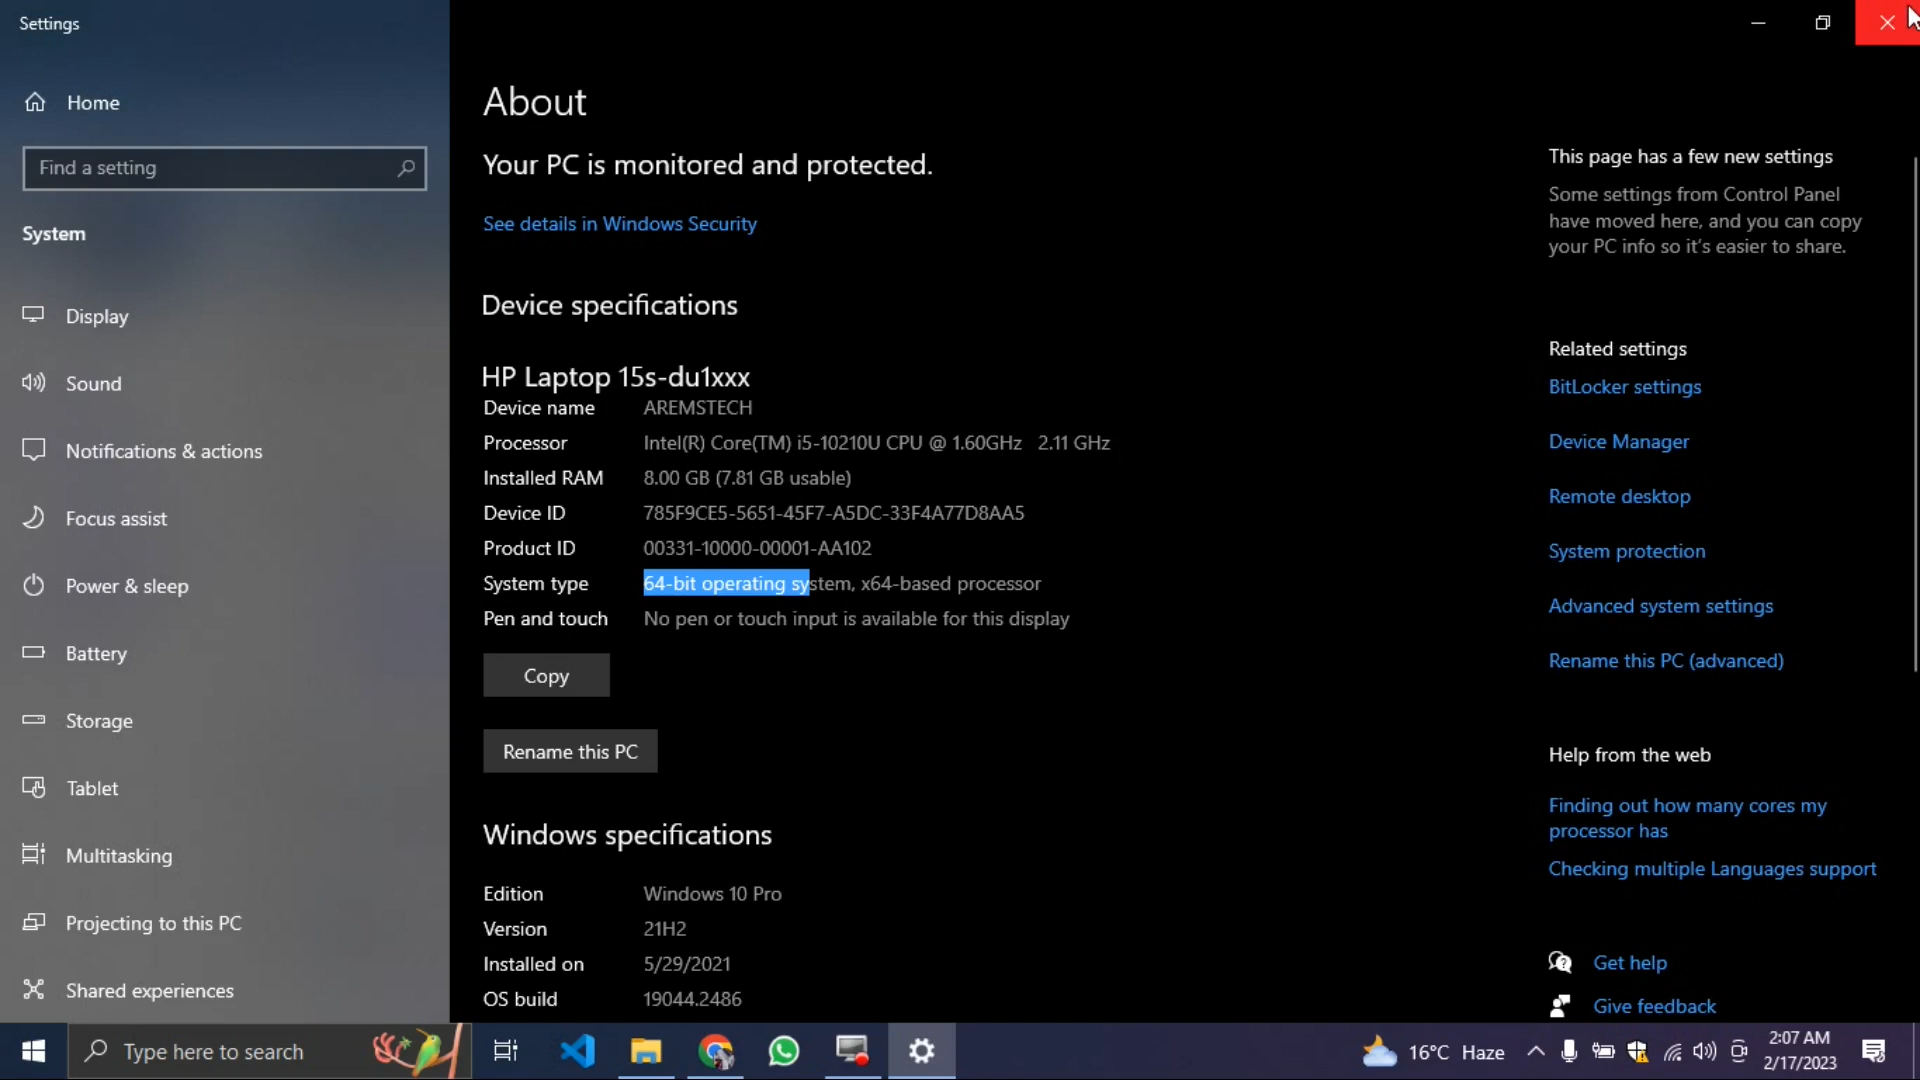 Settings
Home
Find a setting
System
Display
Sound
Notifications & actions
Focus assist
Power & sleep
Battery
Storage
Tablet
Multitasking
Projecting to this PC
Shared experiences
About
Your PC is monitored and protected.
See details in Windows Security
Device specifications
HP Laptop 15s-du1xxx
Device name AREMSTECH
Processor Intel(R) Core(TM) i5-10210U CPU @ 1.60GHz 2.11 GHz
Installed RAM 8.00 GB (7.81 GB usable)
Device ID 785F9CE5-5651-45F7-A5DC-33F4A77D8AA5
Product ID 00331-10000-00001-AA102
System type 64-bit operating system, x64-based processor
Pen and touch No pen or touch input is available for this display
Copy
Rename this PC
Windows specifications
Edition Windows 10 Pro
Version 21H2
Installed on 5/29/2021
OS build 19044.2486
This page has a few new settings
Some settings from Control Panel
have moved here, and you can copy
your PC info so it's easier to share.
Related settings
BitLocker settings
Device Manager
Remote desktop
System protection
Advanced system settings
Rename this PC (advanced)
Help from the web
Finding out how many cores my
processor has
Checking multiple Languages support
Get help
Give feedback
Type here to search
16°C Haze
2:07 AM
2/17/2023